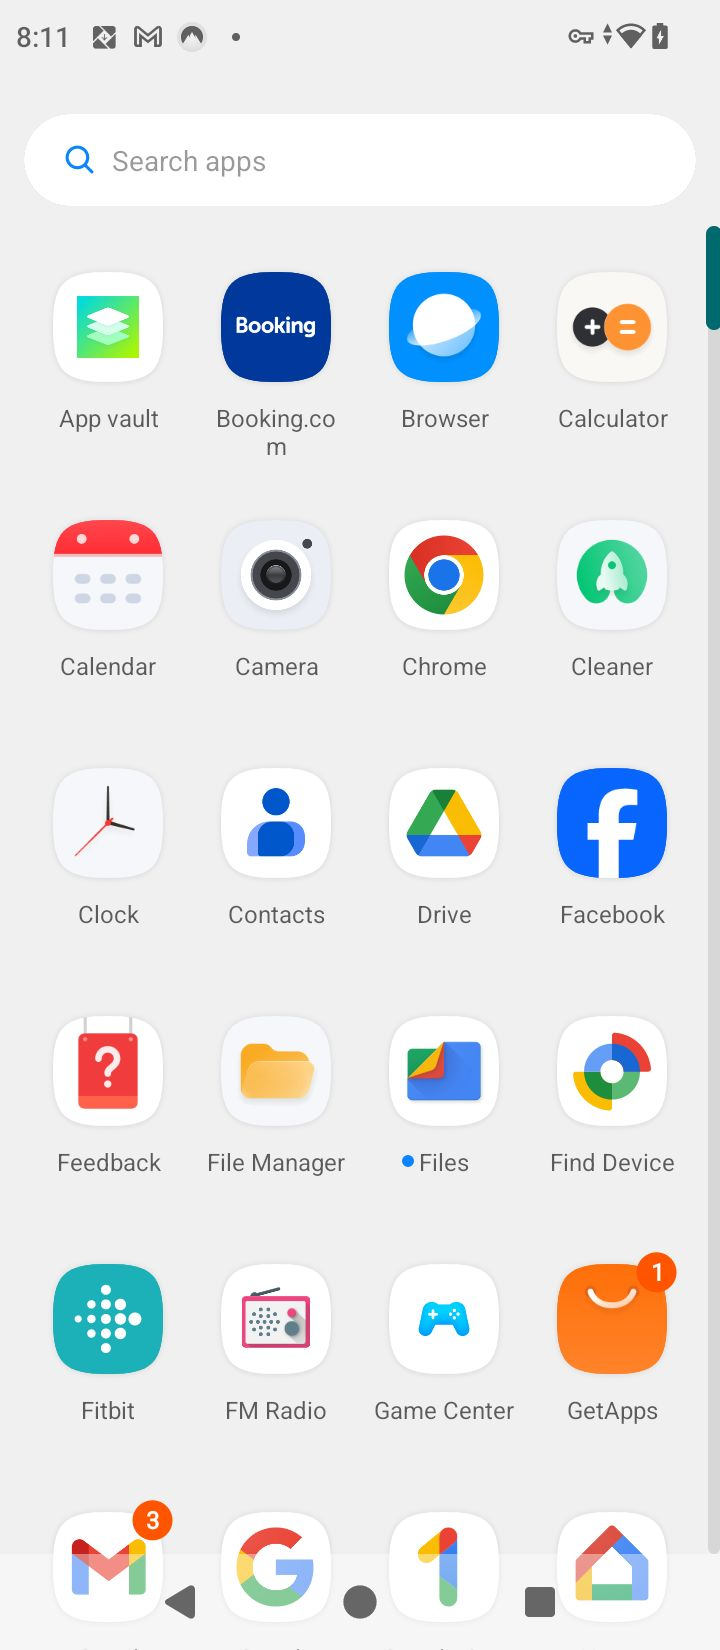 8:11
Search apps
Booking
App vault
Booking.co
m
Browser
Calculator
Calendar
Camera
Chrome
Cleaner
Clock
Contacts
Drive
Facebook
Feedback
File Manager
Files
Find Device
1
Fitbit
FM Radio
Game Center
GetApps
3